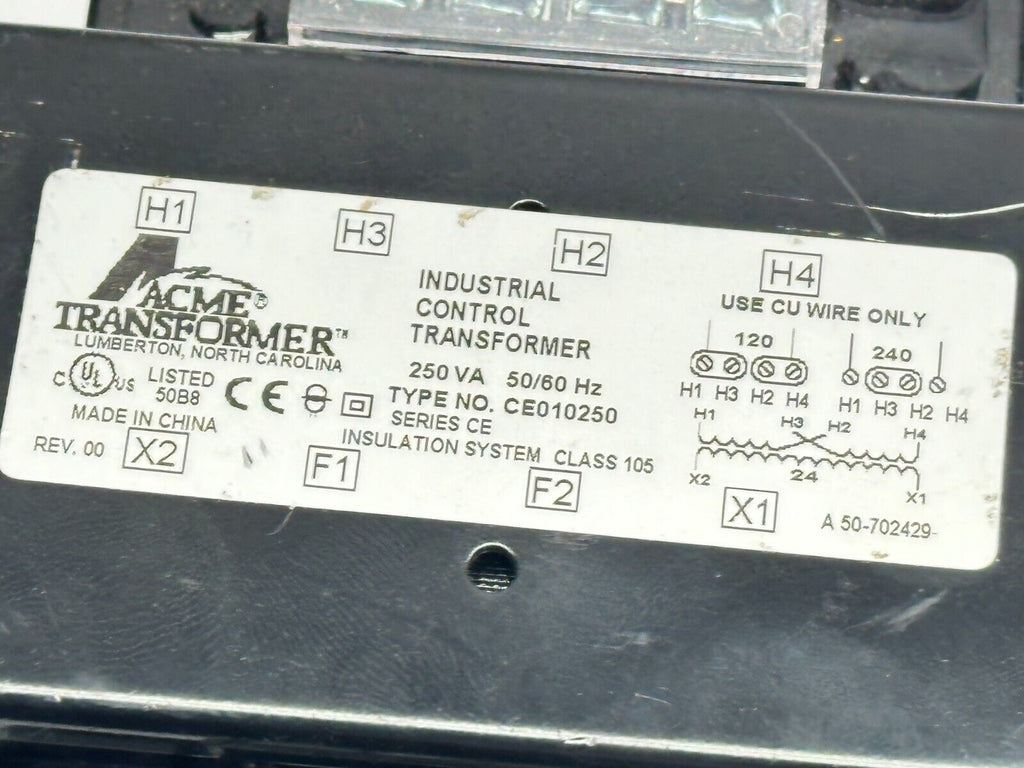 H1 H3 H2 H4
ACME®
TRANSFORMER™
LUMBERTON, NORTH CAROLINA
C UL US LISTED
50B8
CE
MADE IN CHINA
REV. 00
X2 F1 F2 X1
INDUSTRIAL
CONTROL
TRANSFORMER
250 VA 50/60 Hz
TYPE NO. CE010250
SERIES CE
INSULATION SYSTEM CLASS 105
USE CU WIRE ONLY
120 240
H1 H3 H2 H4 H1 H3 H2 H4
H1 H3 H2 H4
X2 24 X1
A 50-702429-